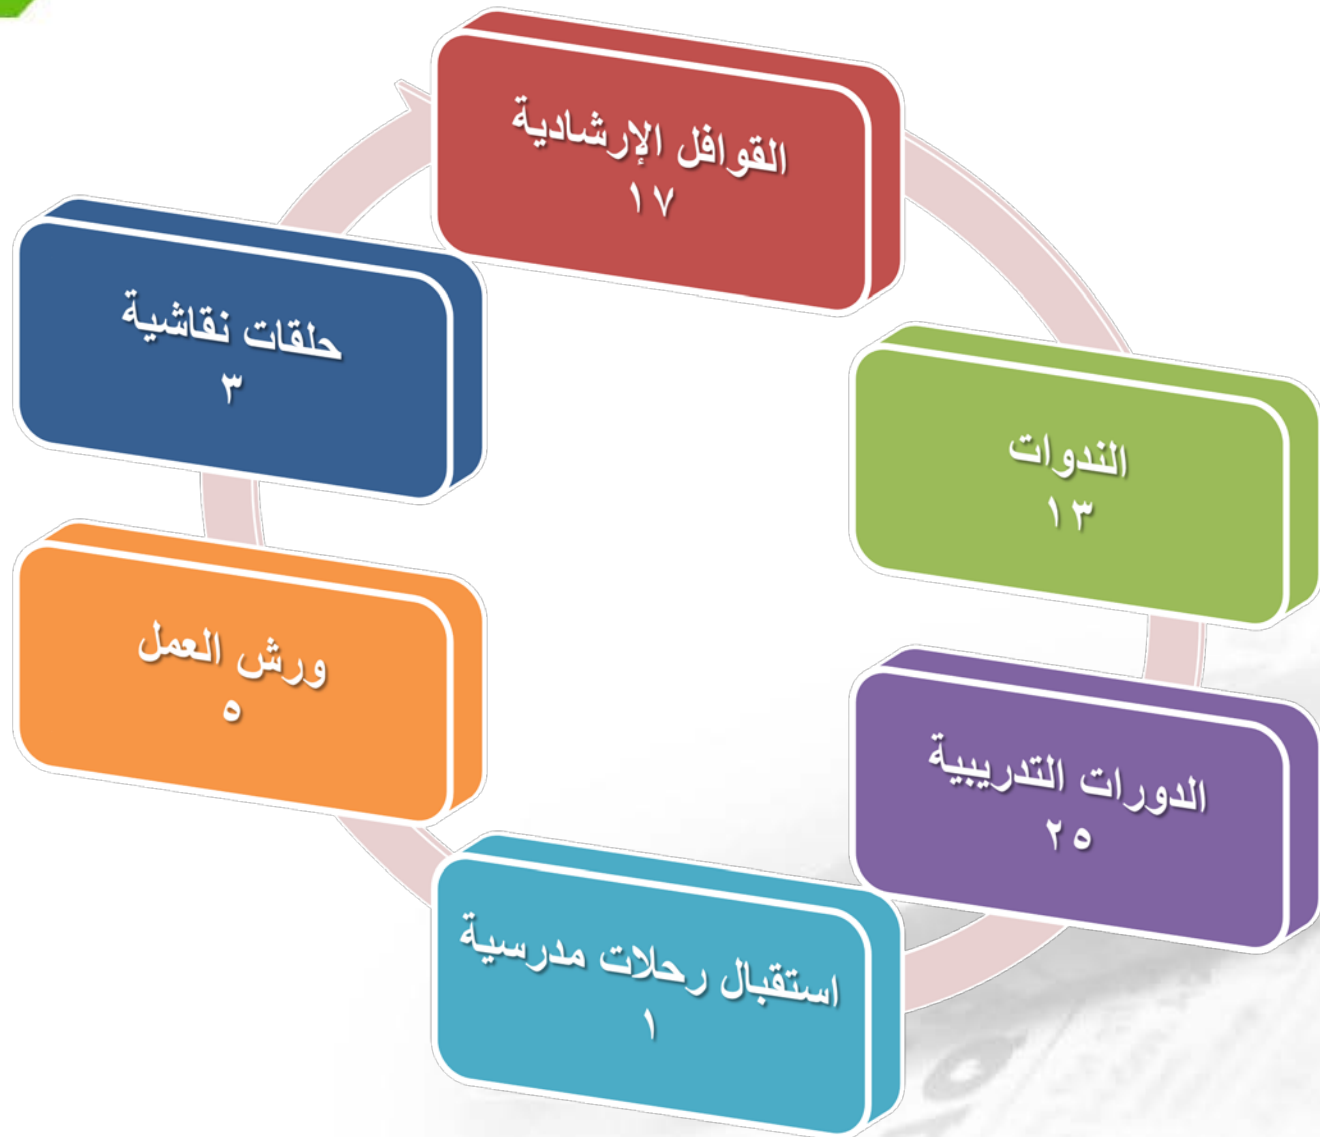 القوافل الإرشادية
١٧
الندوات
١٣
الدورات التدريبية
٢٥
استقبال رحلات مدرسية
١
ورش العمل
٥
حلقات نقاشية
٣